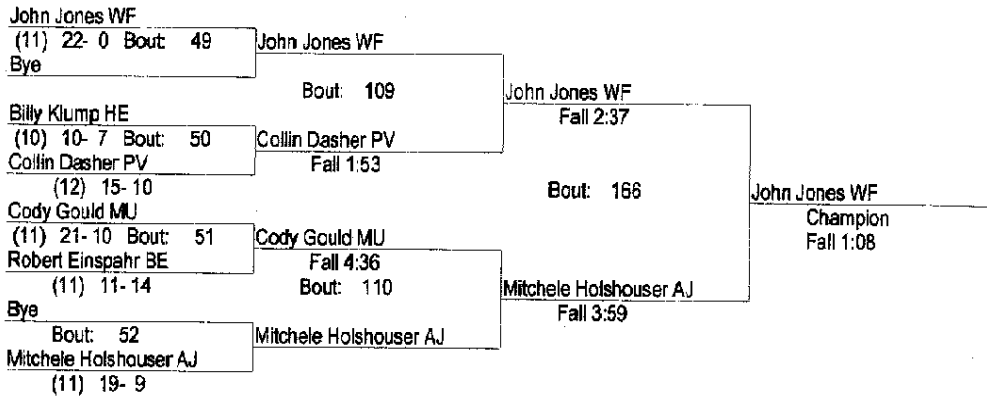 John Jones WF
(11) 22- 0 Bout: 49
Bye
John Jones WF
Bout: 109
Billy Klump HE
(10) 10- 7 Bout: 50
Collin Dasher PV
(12) 15- 10
Collin Dasher PV
Fall 1:53
John Jones WF
Fall 2:37
Cody Gould MU
(11) 21- 10 Bout: 51
Robert Einspahr BE
(11) 11- 14
Cody Gould MU
Fall 4:36
Bout: 110
Bye
Bout: 52
Mitchele Holshouser AJ
(11) 19- 9
Mitchele Holshouser AJ
Mitchele Holshouser AJ
Fall 3:59
Bout: 166
John Jones WF
Champion
Fall 1:08